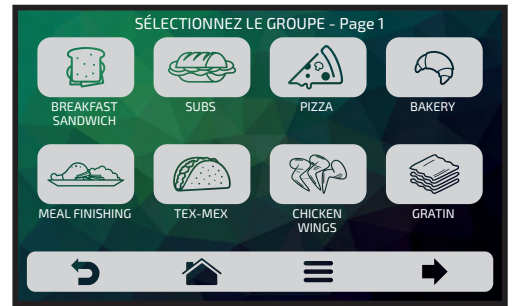 SÉLECTIONNEZ LE GROUPE - Page 1
BREAKFAST
SANDWICH
SUBS
PIZZA
BAKERY
MEAL FINISHING
TEX-MEX
CHICKEN
WINGS
GRATIN